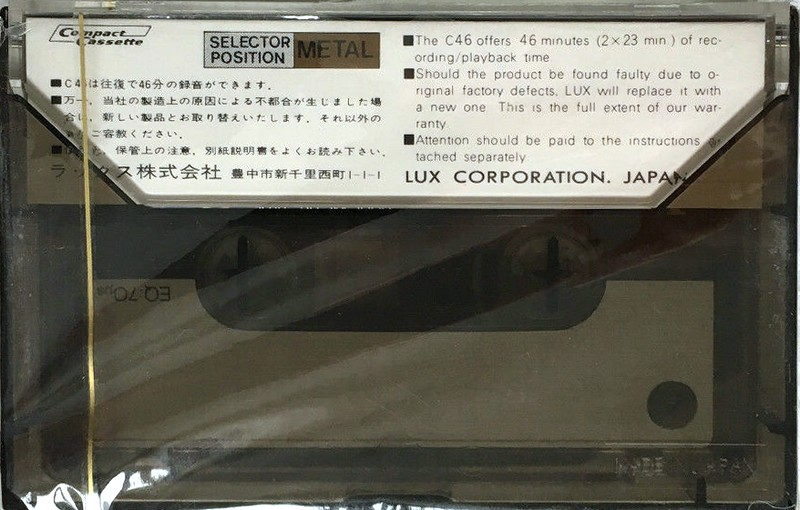 Compact
Cassette
SELECTOR
POSITION
METAL
■C46は往復で46分の録音ができます。
■万一、当社の製造上の原因による不都合が生じました場
合は、新しい製品とお取り替えいたします。それ以外の
ご容赦ください。
保管上の注意、別紙説明書をよくお読み下さい。
ラックス株式会社 豊中市新千里西町1-1-1
■The C46 offers 46 minutes (2×23 min.) of rec-
ording/playback time
■Should the product be found faulty due to o-
riginal factory defects, LUX will replace it with
a new one. This is the full extent of our war-
ranty.
■Attention should be paid to the instructions at-
tached separately
LUX CORPORATION. JAPAN
EQ:70μs
MADE IN JAPAN